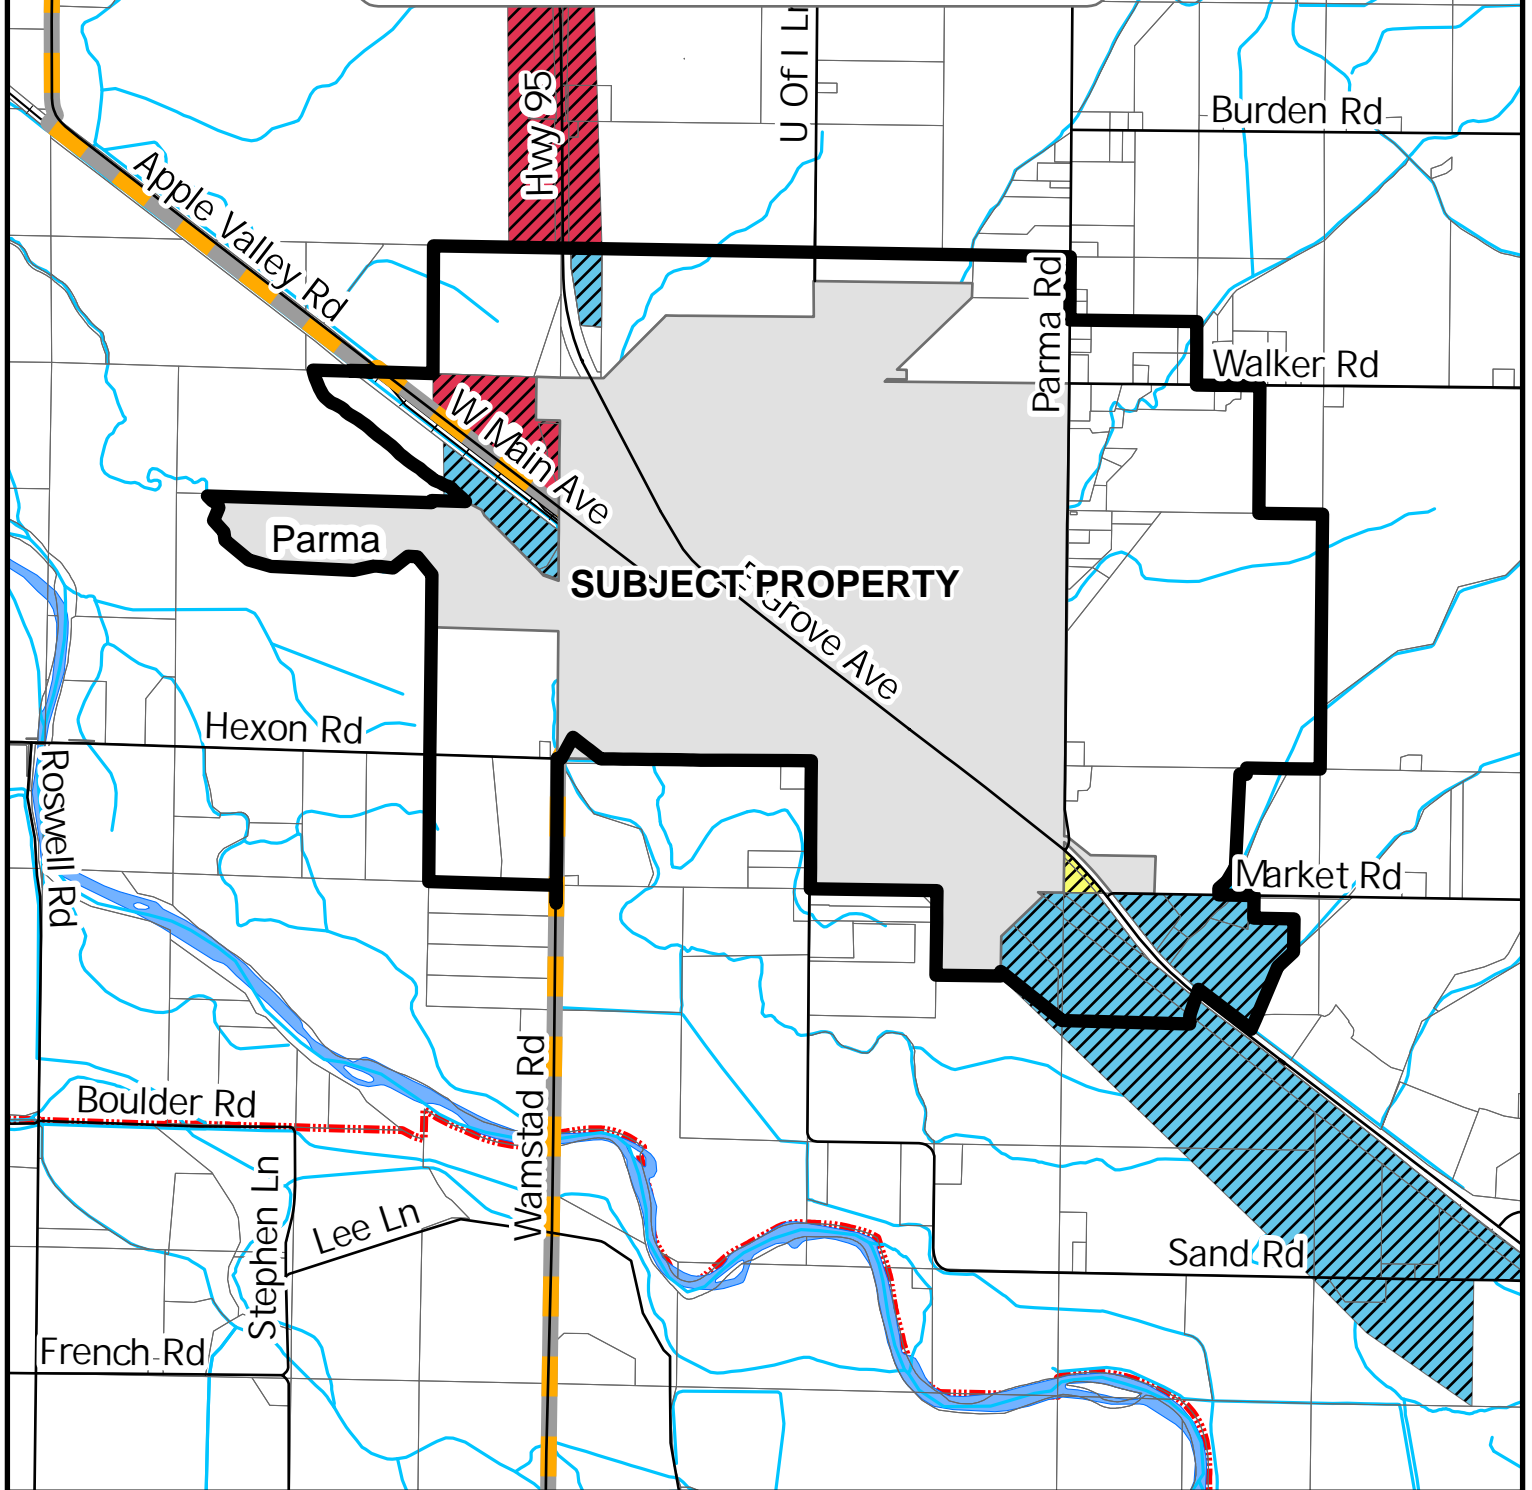 Hwy 95
U Of I Ln
Burden Rd
Apple Valley Rd
Parma Rd
Walker Rd
W Main Ave
Parma
SUBJECT PROPERTY
E Grove Ave
Hexon Rd
Roswell Rd
Market Rd
Wamstad Rd
Boulder Rd
Stephen Ln
Lee Ln
Sand Rd
French Rd